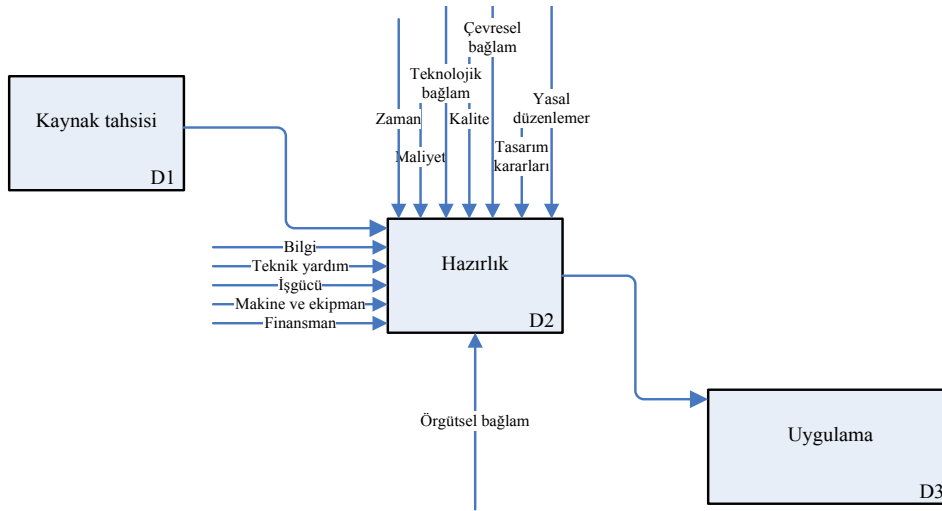 Çevresel
bağlam
Teknolojik
bağlam
Yasal
düzenlemer
Kaynak tahsisi
Zaman
Kalite
Tasarım
kararları
Maliyet
D1
Bilgi
Teknik yardım
İşgücü
Makine ve ekipman
Finansman
Hazırlık
D2
Örgütsel bağlam
Uygulama
D3